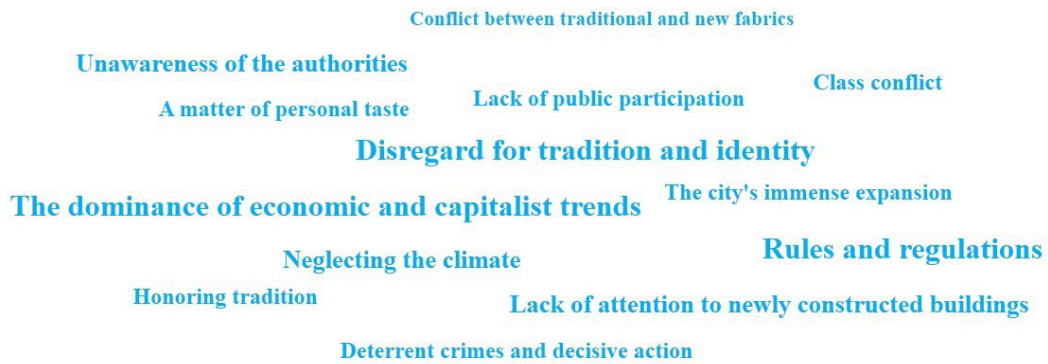 Conflict between traditional and new fabrics
Unawareness of the authorities
Class conflict
A matter of personal taste
Lack of public participation
Disregard for tradition and identity
The dominance of economic and capitalist trends
The city's immense expansion
Neglecting the climate
Rules and regulations
Honoring tradition
Lack of attention to newly constructed buildings
Deterrent crimes and decisive action